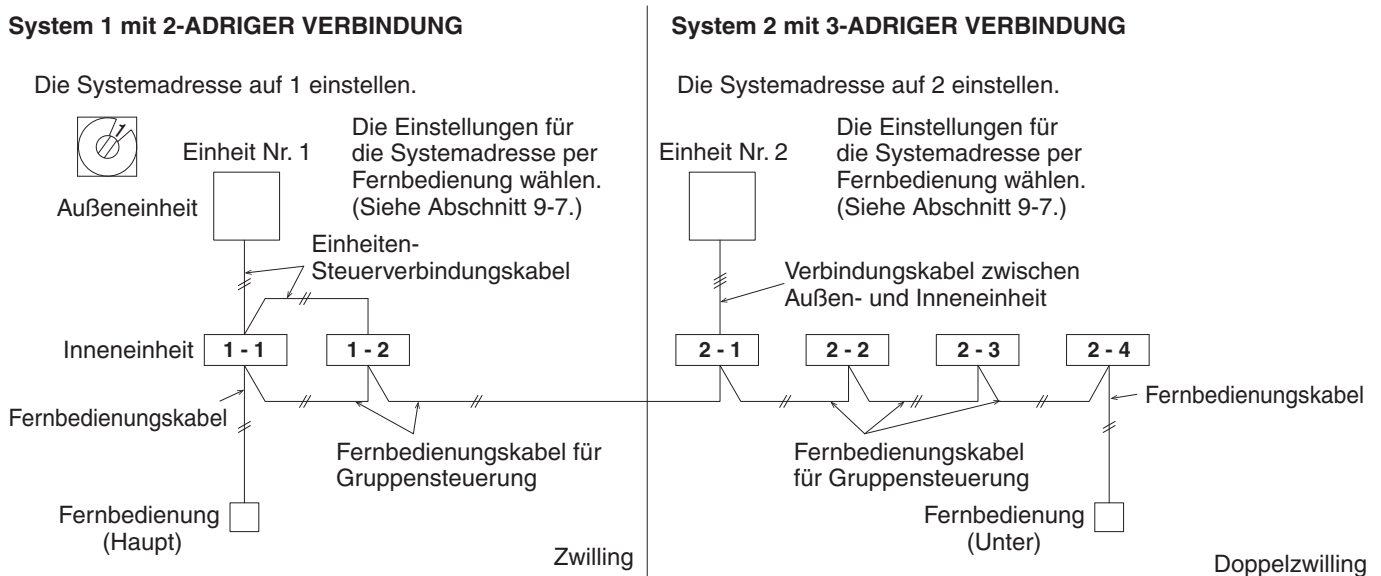 System 1 mit 2-ADRIGER VERBINDUNG
Die Systemadresse auf 1 einstellen.
1
Einheit Nr. 1
Die Einstellungen für
die Systemadresse per
Fernbedienung wählen.
(Siehe Abschnitt 9-7.)
Außeneinheit
Einheiten-
Steuerverbindungskabel
Inneneinheit
1 - 1
1 - 2
Fernbedienungskabel
Fernbedienungskabel für
Gruppensteuerung
Fernbedienung
(Haupt)
Zwilling
System 2 mit 3-ADRIGER VERBINDUNG
Die Systemadresse auf 2 einstellen.
Einheit Nr. 2
Die Einstellungen für
die Systemadresse per
Fernbedienung wählen.
(Siehe Abschnitt 9-7.)
Verbindungskabel zwischen
Außen- und Inneneinheit
2 - 1
2 - 2
2 - 3
2 - 4
Fernbedienungskabel
Fernbedienungskabel
für Gruppensteuerung
Fernbedienung
(Unter)
Doppelzwilling